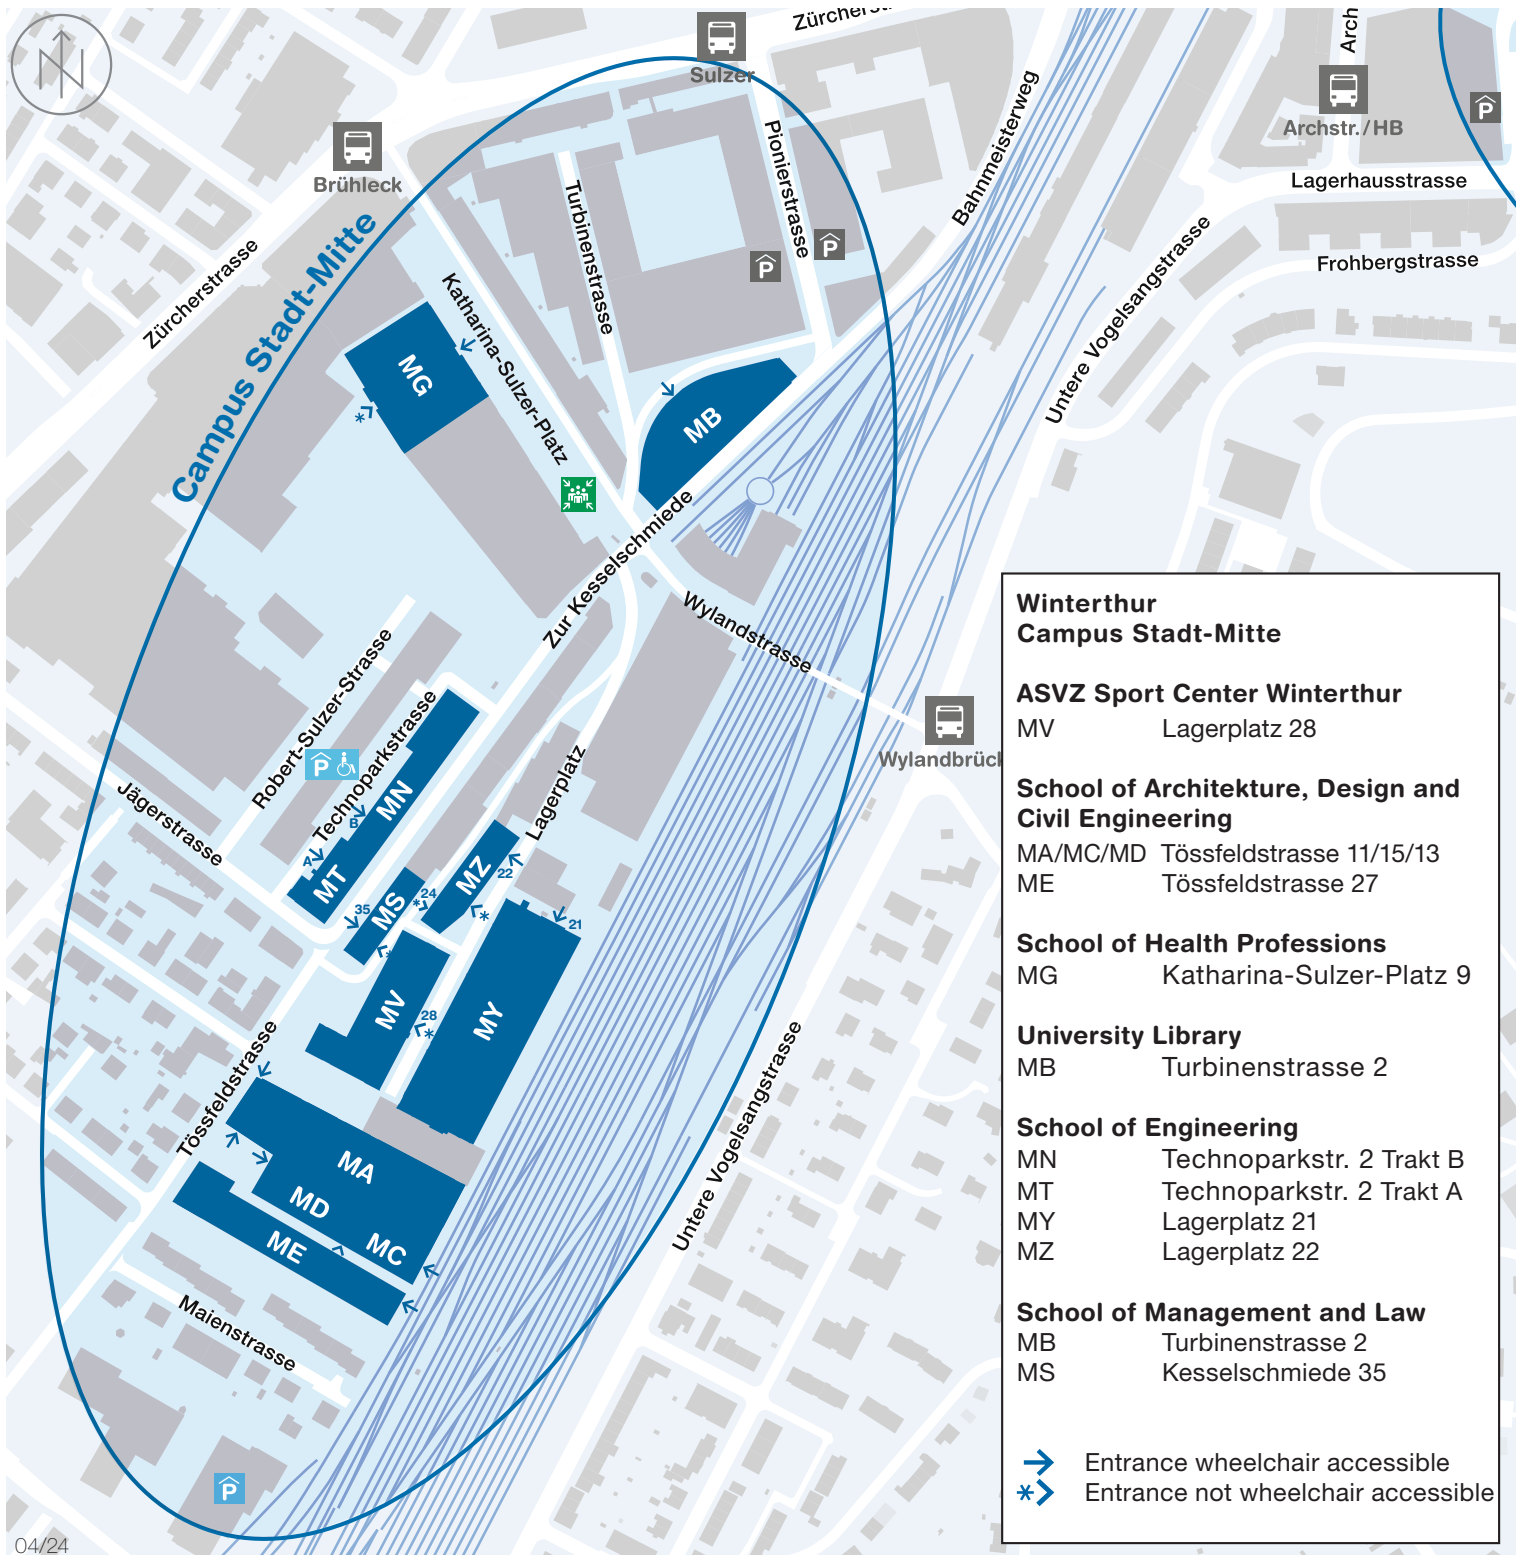 Zürcherstr
Sulzer
Arch
Archstr./HB
P
Brühleck
Lagerhausstrasse
Bahnmeisterweg
Pionierstrasse
Turbinenstrasse
P
P
Frohbergstrasse
Zürcherstrasse
Campus Stadt-Mitte
Katharina-Sulzer-Platz
Untere Vogelsangstrasse
MG
MB
Zur Kesselschmiede
Wylandstrasse
Wylandbrück
Robert-Sulzer-Strasse
Technoparkstrasse
P
Jägerstrasse
Lagerplatz
MN
B
A
MT
MZ
22
24
35
MS
21
MV
28
MY
Tössfeldstrasse
MA
MD
MC
ME
Maienstrasse
Untere Vogelsangstrasse
P
04/24
Winterthur
Campus Stadt-Mitte
ASVZ Sport Center Winterthur
MV Lagerplatz 28
School of Architekture, Design and
Civil Engineering
MA/MC/MD Tössfeldstrasse 11/15/13
ME Tössfeldstrasse 27
School of Health Professions
MG Katharina-Sulzer-Platz 9
University Library
MB Turbinenstrasse 2
School of Engineering
MN Technoparkstr. 2 Trakt B
MT Technoparkstr. 2 Trakt A
MY Lagerplatz 21
MZ Lagerplatz 22
School of Management and Law
MB Turbinenstrasse 2
MS Kesselschmiede 35
Entrance wheelchair accessible
* Entrance not wheelchair accessible